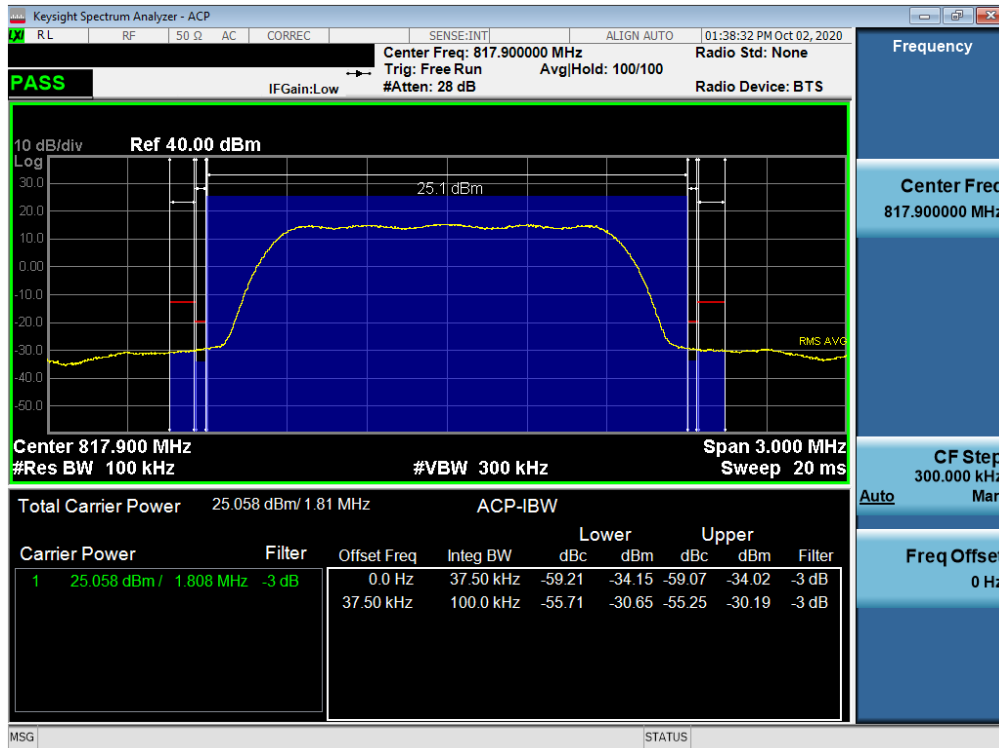 Keysight Spectrum Analyzer - ACP
LXI RL RF 50 Ω AC CORREC SENSE:INT ALIGN AUTO 01:38:32 PM Oct 02, 2020
Center Freq: 817.900000 MHz Radio Std: None
Trig: Free Run Avg|Hold: 100/100
PASS IFGain:Low #Atten: 28 dB Radio Device: BTS
10 dB/div Ref 40.00 dBm
Log
30.0
25.1 dBm
20.0
10.0
0.00
-10.0
-20.0
-30.0
RMS AVG
-40.0
-50.0
Center 817.900 MHz Span 3.000 MHz
#Res BW 100 kHz #VBW 300 kHz Sweep 20 ms
Total Carrier Power 25.058 dBm/ 1.81 MHz ACP-IBW
Lower Upper
Carrier Power Filter Offset Freq Integ BW dBc dBm dBc dBm Filter
1 25.058 dBm / 1.808 MHz -3 dB 0.0 Hz 37.50 kHz -59.21 -34.15 -59.07 -34.02 -3 dB
37.50 kHz 100.0 kHz -55.71 -30.65 -55.25 -30.19 -3 dB
MSG STATUS
Frequency
Center Freq
817.900000 MHz
CF Step
300.000 kHz
Auto Man
Freq Offset
0 Hz